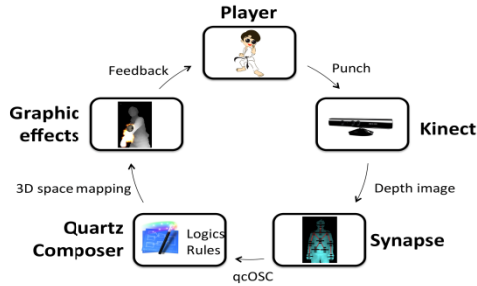 Player
Feedback
Punch
Graphic
effects
Kinect
3D space mapping
Depth image
Quartz
Composer
Logics
Rules
Synapse
qcOSC